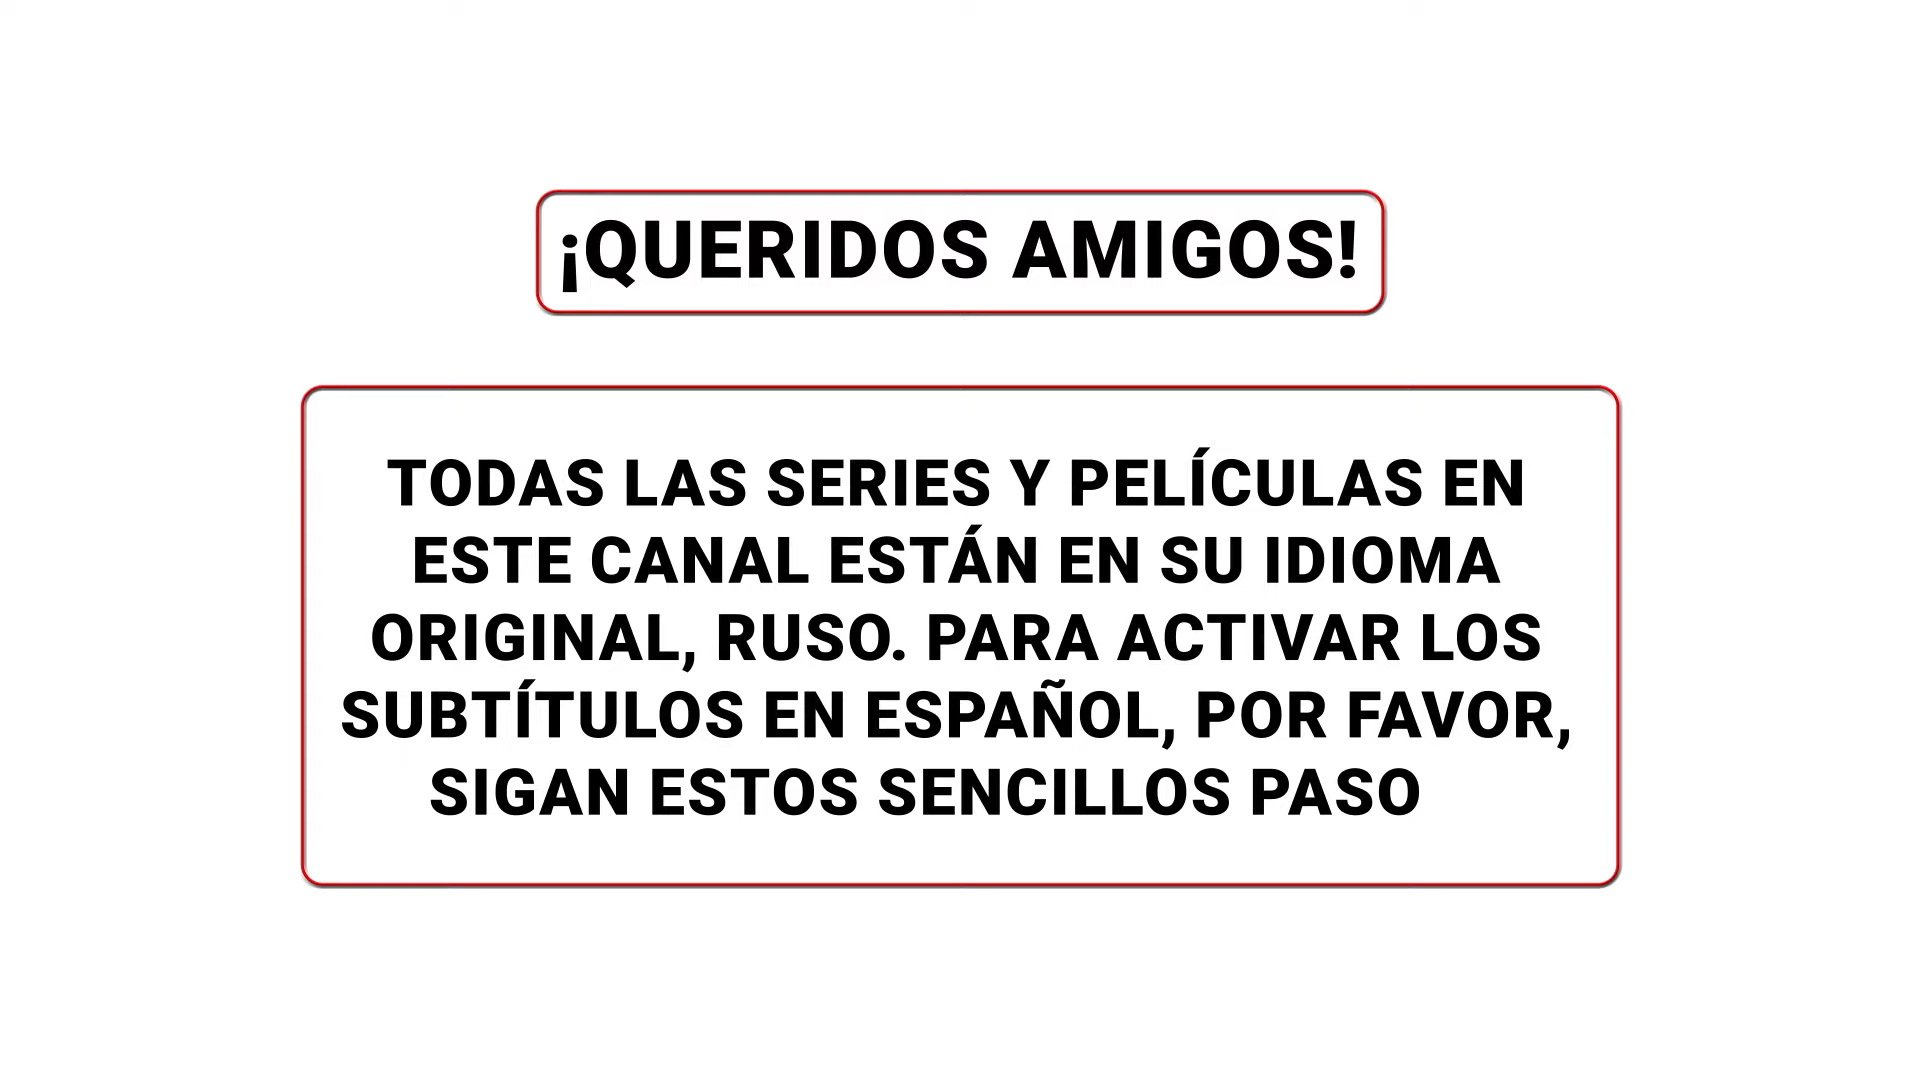 ¡QUERIDOS AMIGOS!
TODAS LAS SERIES Y PELÍCULAS EN
ESTE CANAL ESTÁN EN SU IDIOMA
ORIGINAL, RUSO. PARA ACTIVAR LOS
SUBTÍTULOS EN ESPAÑOL, POR FAVOR,
SIGAN ESTOS SENCILLOS PASO